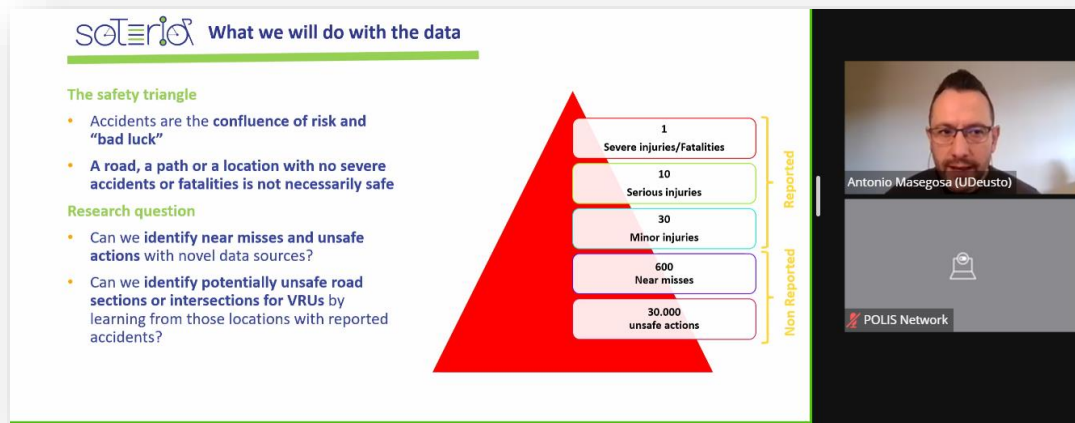 soteria What we will do with the data
The safety triangle
• Accidents are the confluence of risk and
“bad luck”
• A road, a path or a location with no severe
accidents or fatalities is not necessarily safe
Research question
• Can we identify near misses and unsafe
actions with novel data sources?
• Can we identify potentially unsafe road
sections or intersections for VRUs by
learning from those locations with reported
accidents?
1
Severe injuries/Fatalities
10
Serious injuries
30
Minor injuries
600
Near misses
30.000
unsafe actions
Reported
Non Reported
Antonio Masegosa (UDeusto)
POLIS Network